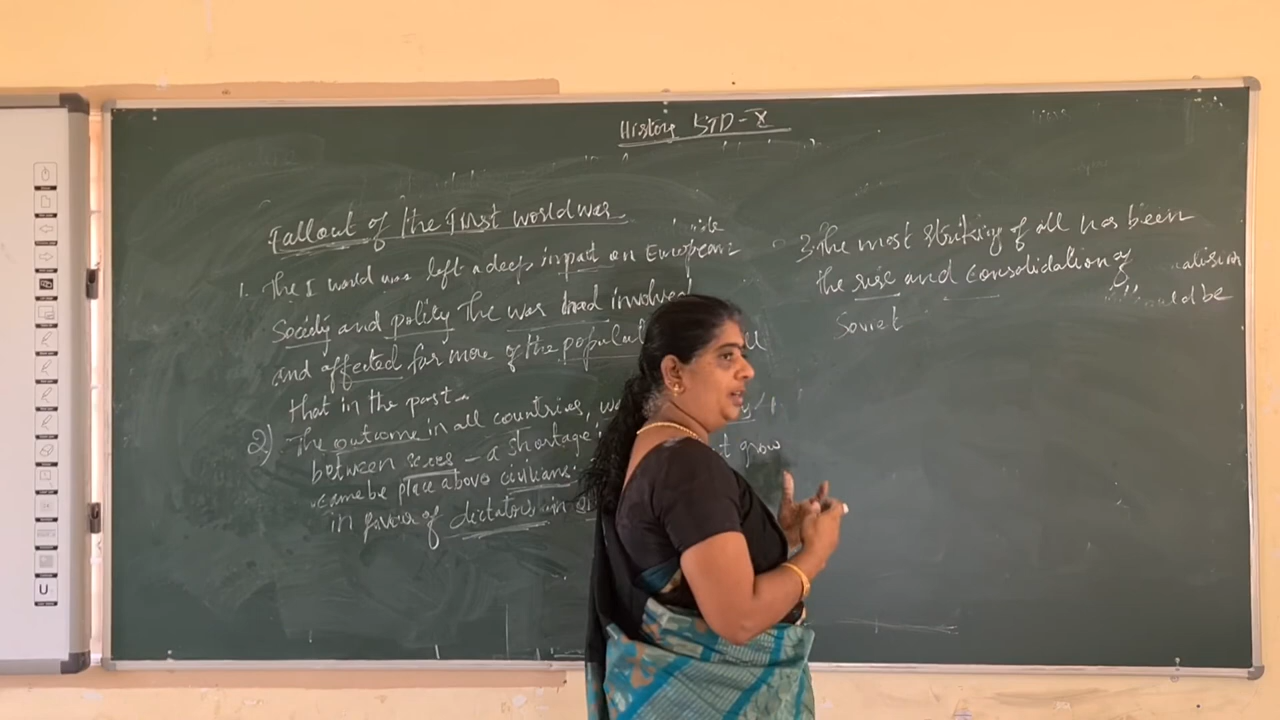 History STD-X
Fallout of the First world war
1. The I world war left a deep impact on European
Society and polity The war had involved
and affected far more of the populat
that in the past.
2) The outcome in all countries,
between sexes - a shortage
came be place above civilians. grow
in favour of dictators in
3. The most striking of all has been
the rise and consolidation of
Soviet